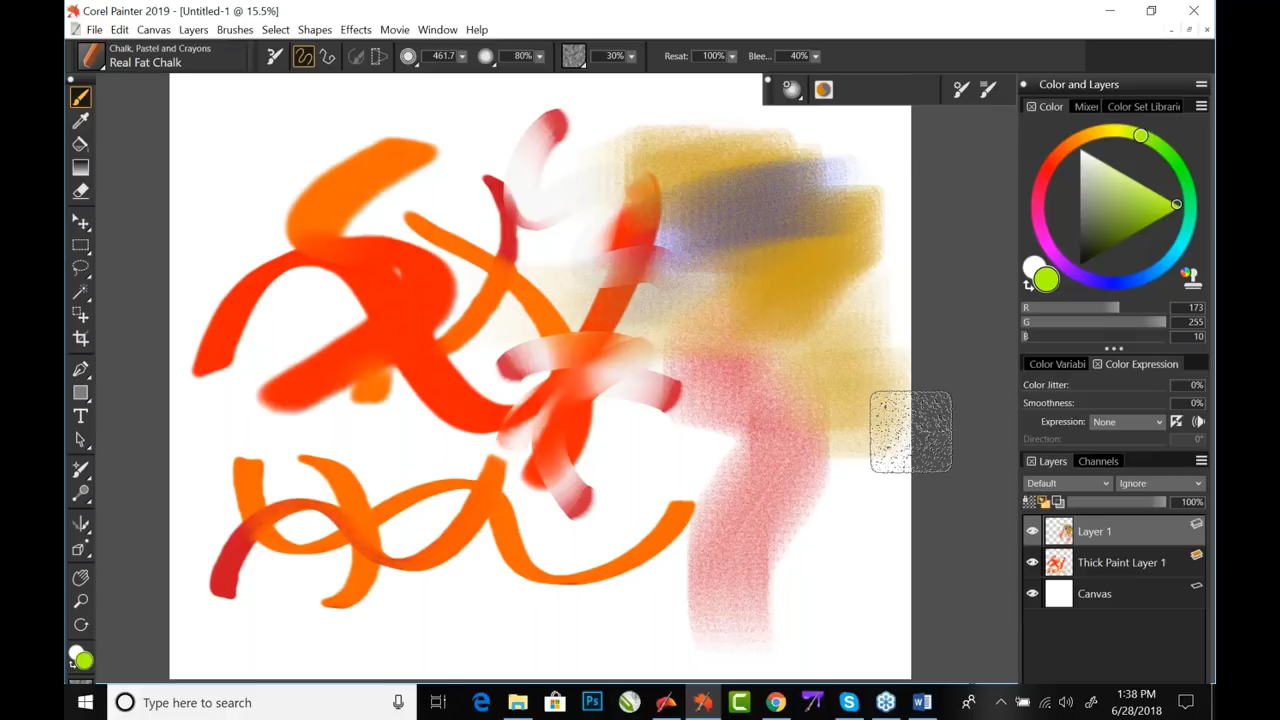 Corel Painter 2019 - [Untitled-1 @ 15.5%]
File Edit Canvas Layers Brushes Select Shapes Effects Movie Window Help
Chalk, Pastel and Crayons
Real Fat Chalk
461.7 80% 30% Resat: 100% Blee... 40%
Color and Layers
Color Mixer Color Set Librari
R 173
G 255
B 10
Color Variabi Color Expression
Color Jitter: 0%
Smoothness: 0%
Expression: None
Direction: 0°
Layers Channels
Default Ignore
100%
Layer 1
Thick Paint Layer 1
Canvas
T
Type here to search
Ps
1:38 PM
6/28/2018